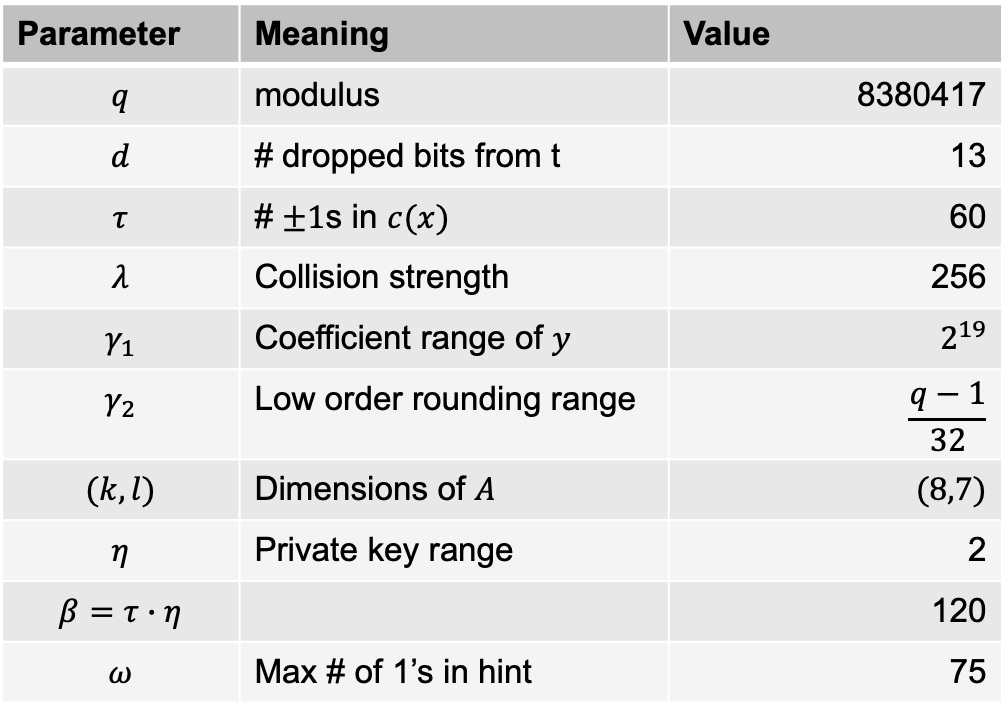 Parameter Meaning Value
q modulus 8380417
d # dropped bits from t 13
τ # ±1s in c(x) 60
λ Collision strength 256
γ₁ Coefficient range of y 2¹⁹
γ₂ Low order rounding range q − 1
32
(k, l) Dimensions of A (8,7)
η Private key range 2
β = τ · η 120
ω Max # of 1’s in hint 75